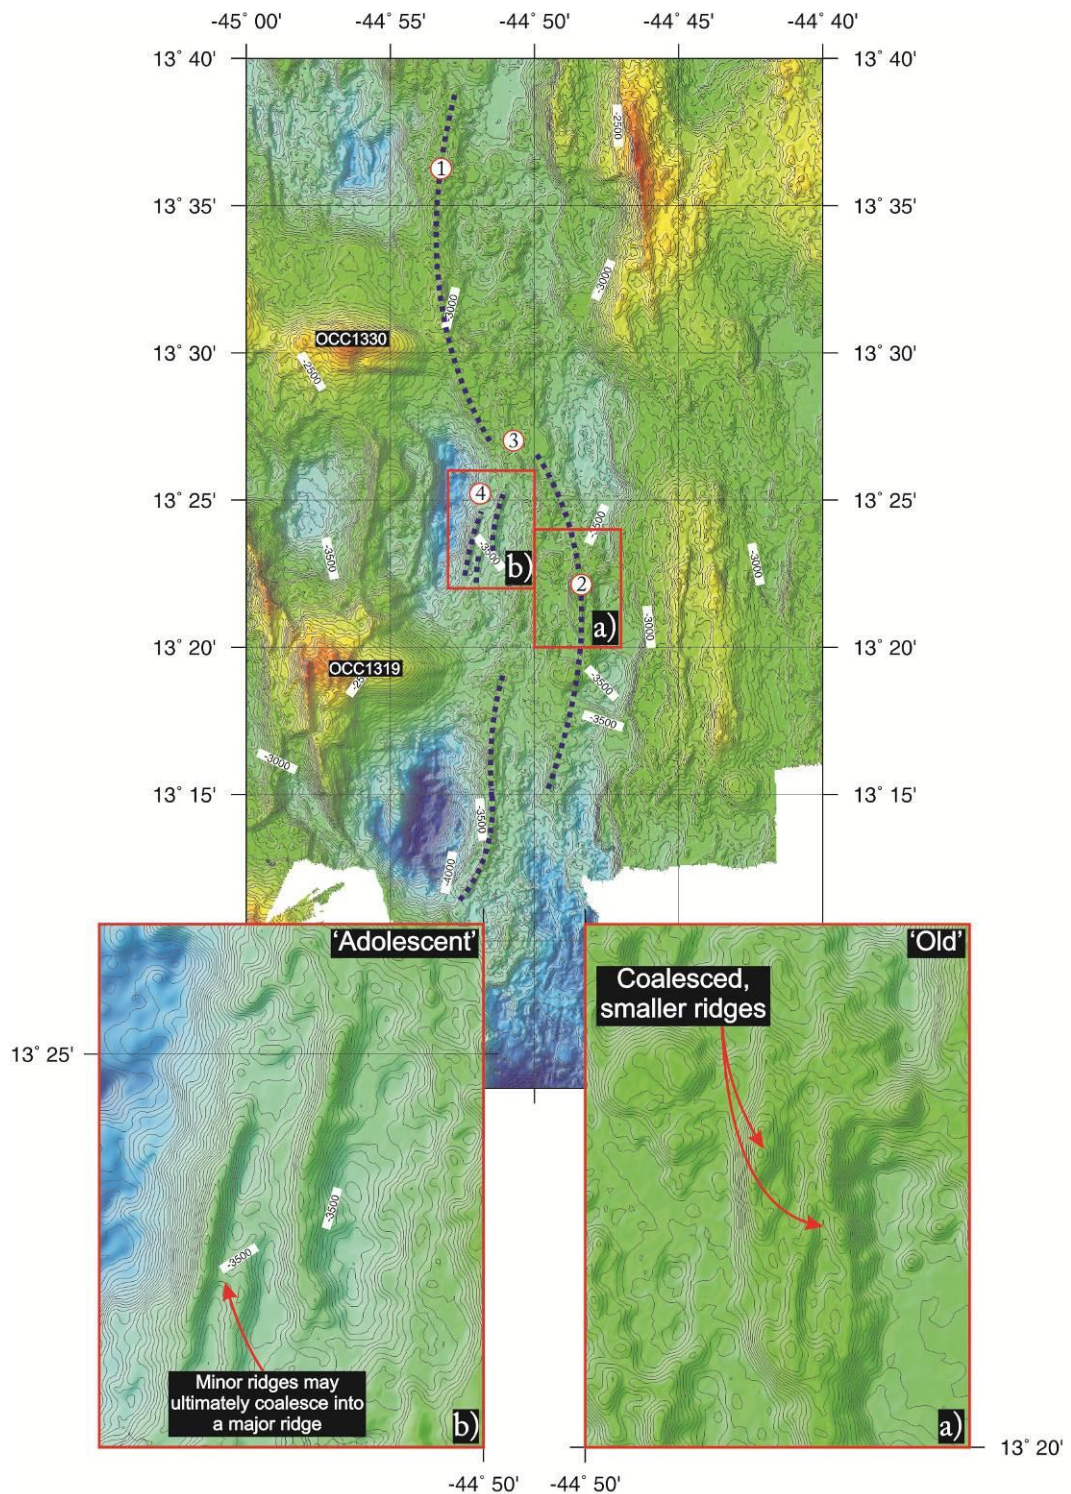 -45° 00' -44° 55' -44° 50' -44° 45' -44° 40'
13° 40' 13° 40'
-2500
1
13° 35' 13° 35'
-3000
-3000
OCC1330
13° 30' 13° 30'
-2500
3
13° 25' 4 13° 25'
-3500
-3500
-3000
b)
2
a)
-3000
13° 20' 13° 20'
OCC1319
-3500
-3500
-3000
13° 15' 13° 15'
-3500
-4000
'Adolescent'
'Old'
Coalesced,
smaller ridges
13° 25'
-3500
-3500
Minor ridges may
ultimately coalesce into
a major ridge
b)
a)
13° 20'
-44° 50' -44° 50'